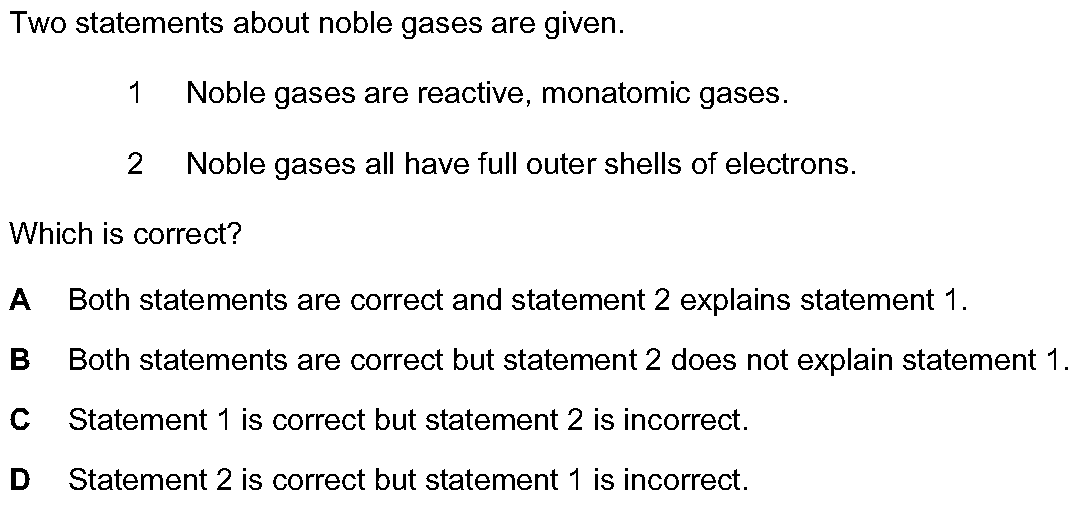 Two statements about noble gases are given.
1 Noble gases are reactive, monatomic gases.
2 Noble gases all have full outer shells of electrons.
Which is correct?
A Both statements are correct and statement 2 explains statement 1.
B Both statements are correct but statement 2 does not explain statement 1.
C Statement 1 is correct but statement 2 is incorrect.
D Statement 2 is correct but statement 1 is incorrect.